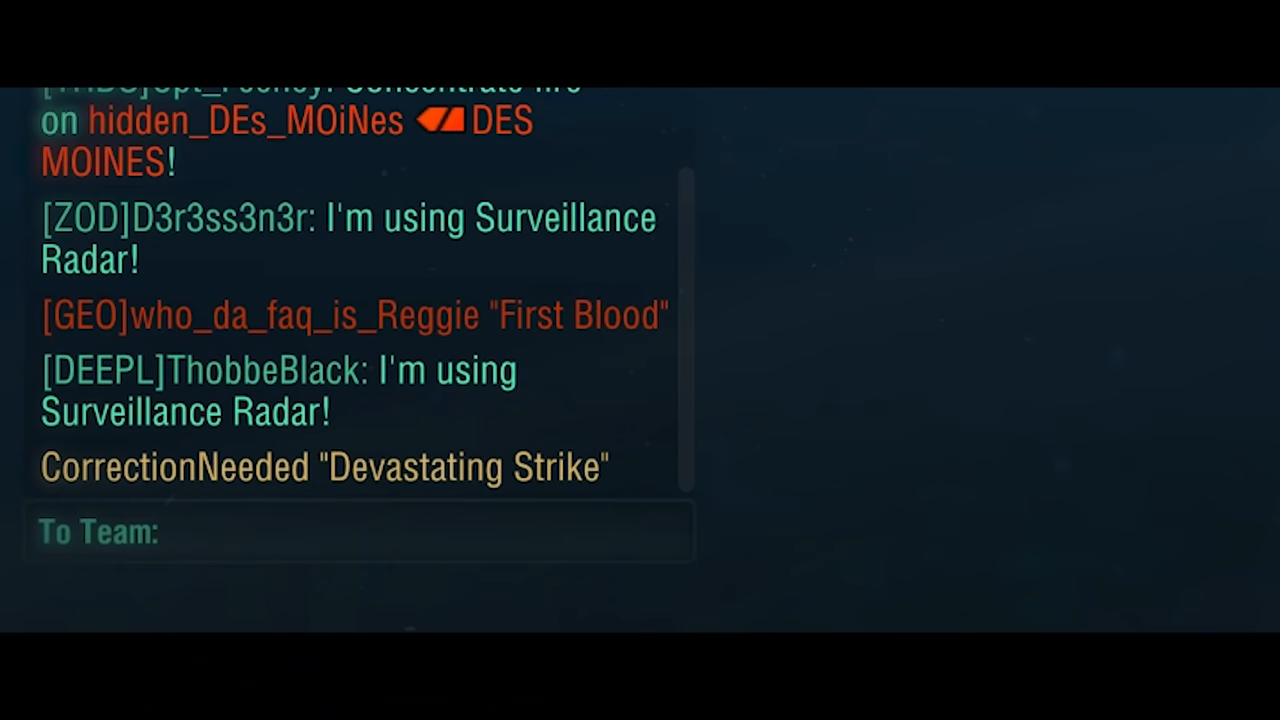 on hidden_DEs_MOiNes DES
MOINES!
[ZOD]D3r3ss3n3r: I'm using Surveillance
Radar!
[GEO]who_da_faq_is_Reggie "First Blood"
[DEEPL]ThobbeBlack: I'm using
Surveillance Radar!
CorrectionNeeded "Devastating Strike"
To Team: